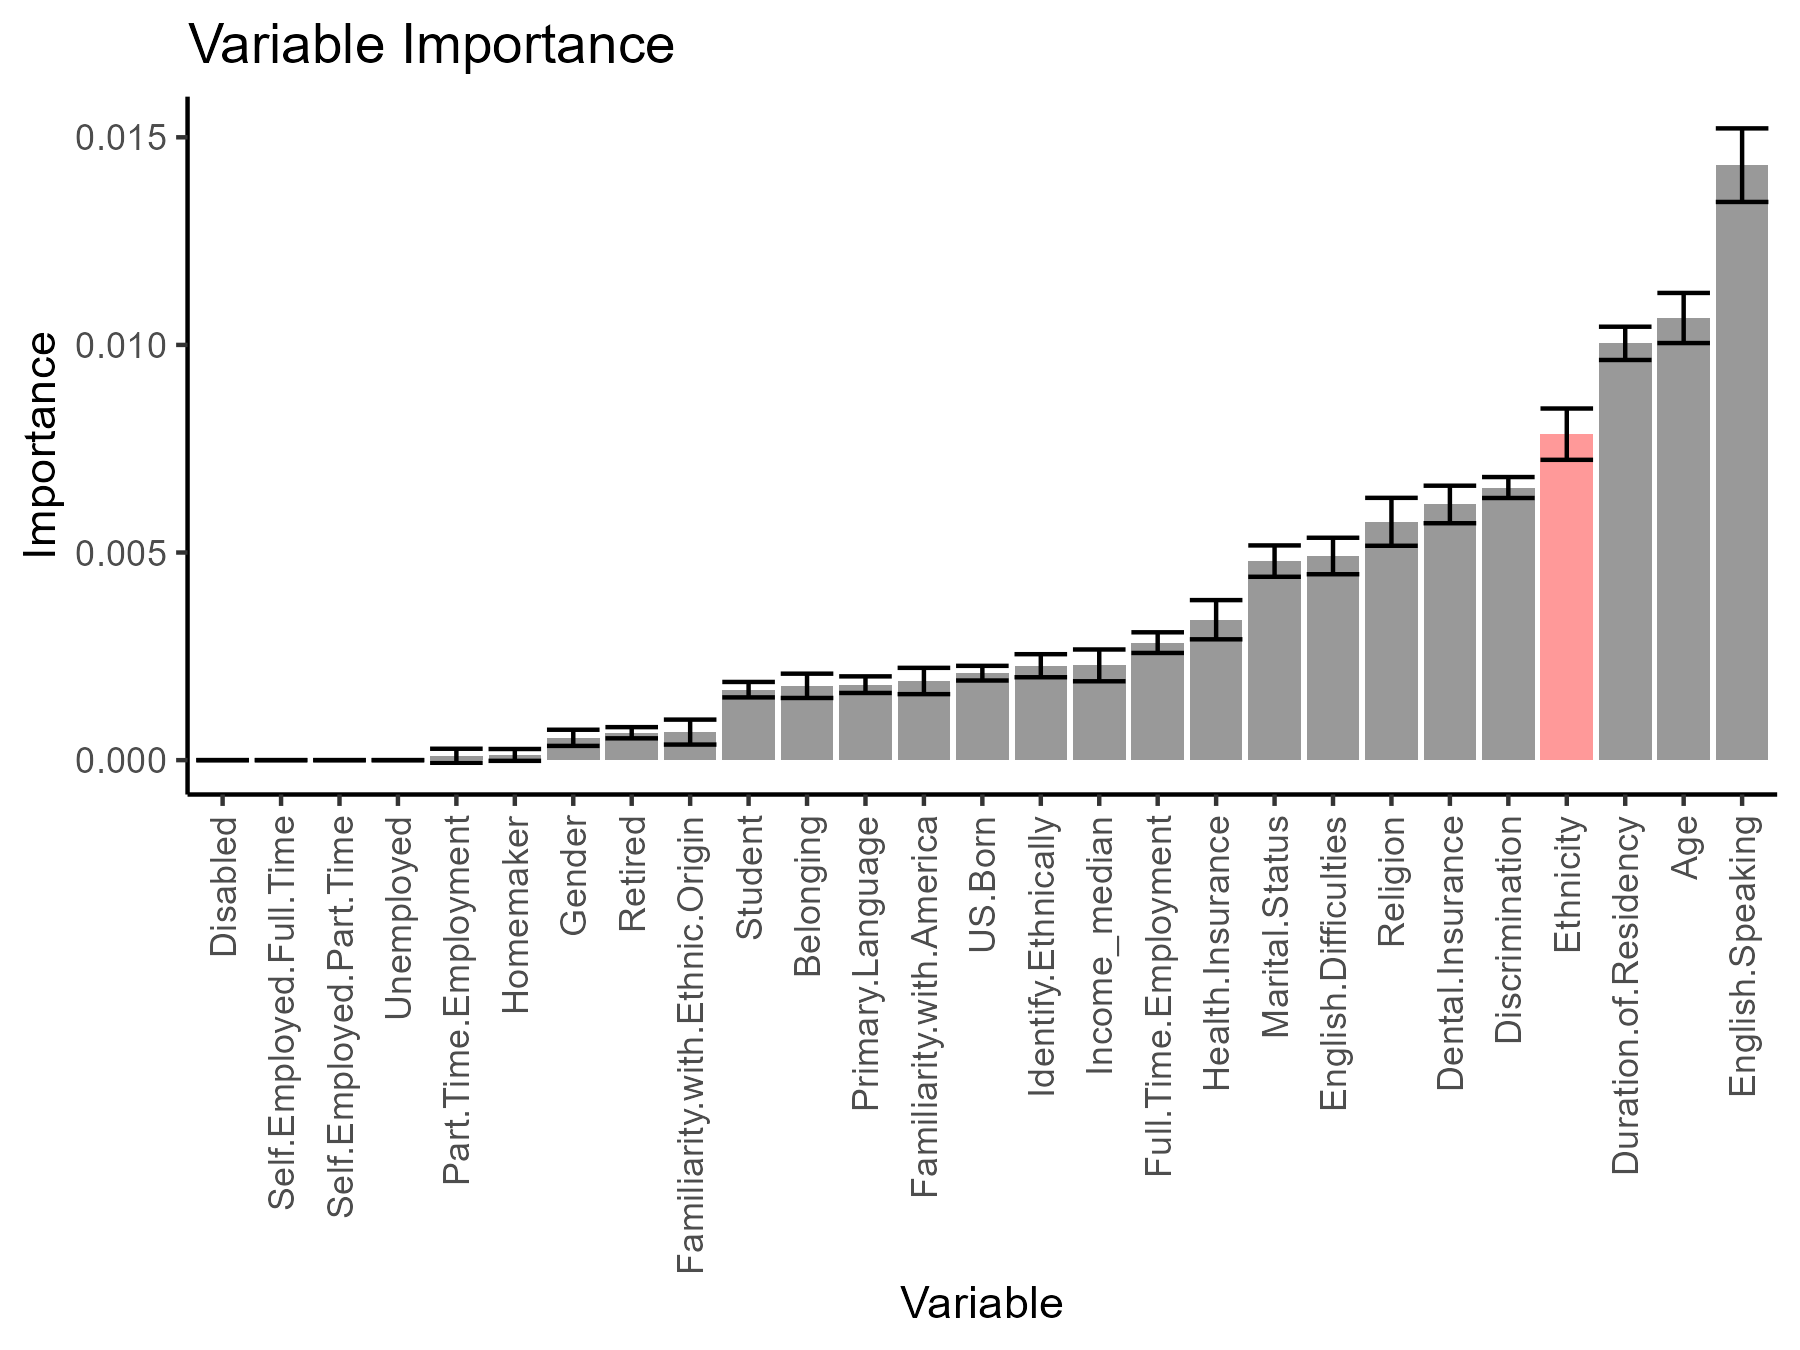 Variable Importance
0.015
0.010
0.005
0.000
Importance
Disabled
Self.Employed.Full.Time
Self.Employed.Part.Time
Unemployed
Part.Time.Employment
Homemaker
Gender
Retired
Familiarity.with.Ethnic.Origin
Student
Belonging
Primary.Language
Familiarity.with.America
US.Born
Identify.Ethnically
Income_median
Full.Time.Employment
Health.Insurance
Marital.Status
English.Difficulties
Religion
Dental.Insurance
Discrimination
Ethnicity
Duration.of.Residency
Age
English.Speaking
Variable